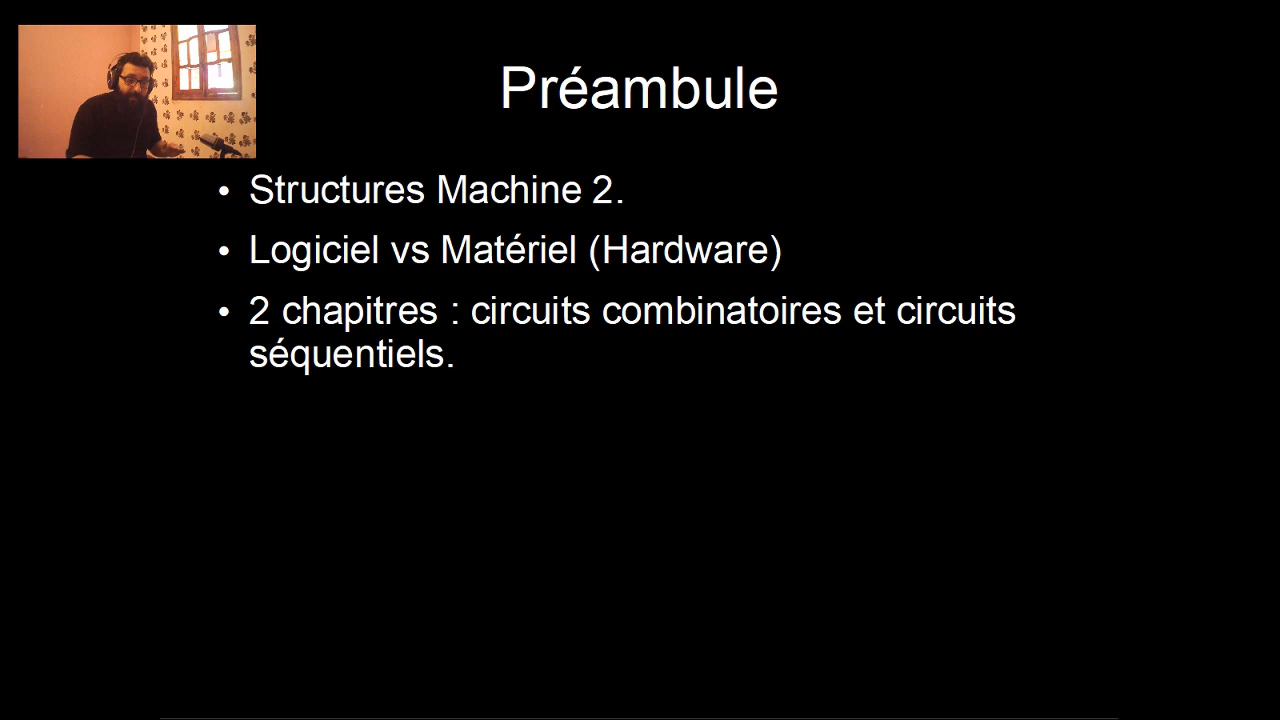 Préambule
• Structures Machine 2.
• Logiciel vs Matériel (Hardware)
• 2 chapitres : circuits combinatoires et circuits
séquentiels.